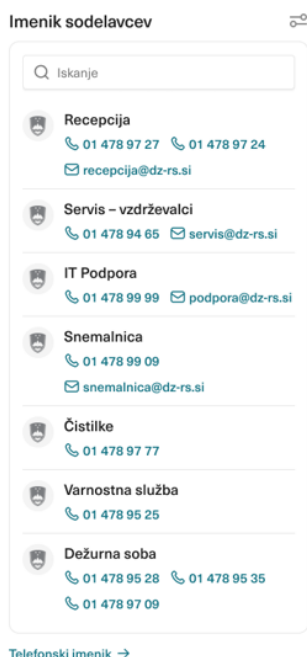 Imenik sodelavcev
Iskanje
Recepcija
01 478 97 27 01 478 97 24
recepcija@dz-rs.si
Servis – vzdrževalci
01 478 94 65 servis@dz-rs.si
IT Podpora
01 478 99 99 podpora@dz-rs.si
Snemalnica
01 478 99 09
snemalnica@dz-rs.si
Čistilke
01 478 97 77
Varnostna služba
01 478 95 25
Dežurna soba
01 478 95 28 01 478 95 35
01 478 97 09
Telefonski imenik →